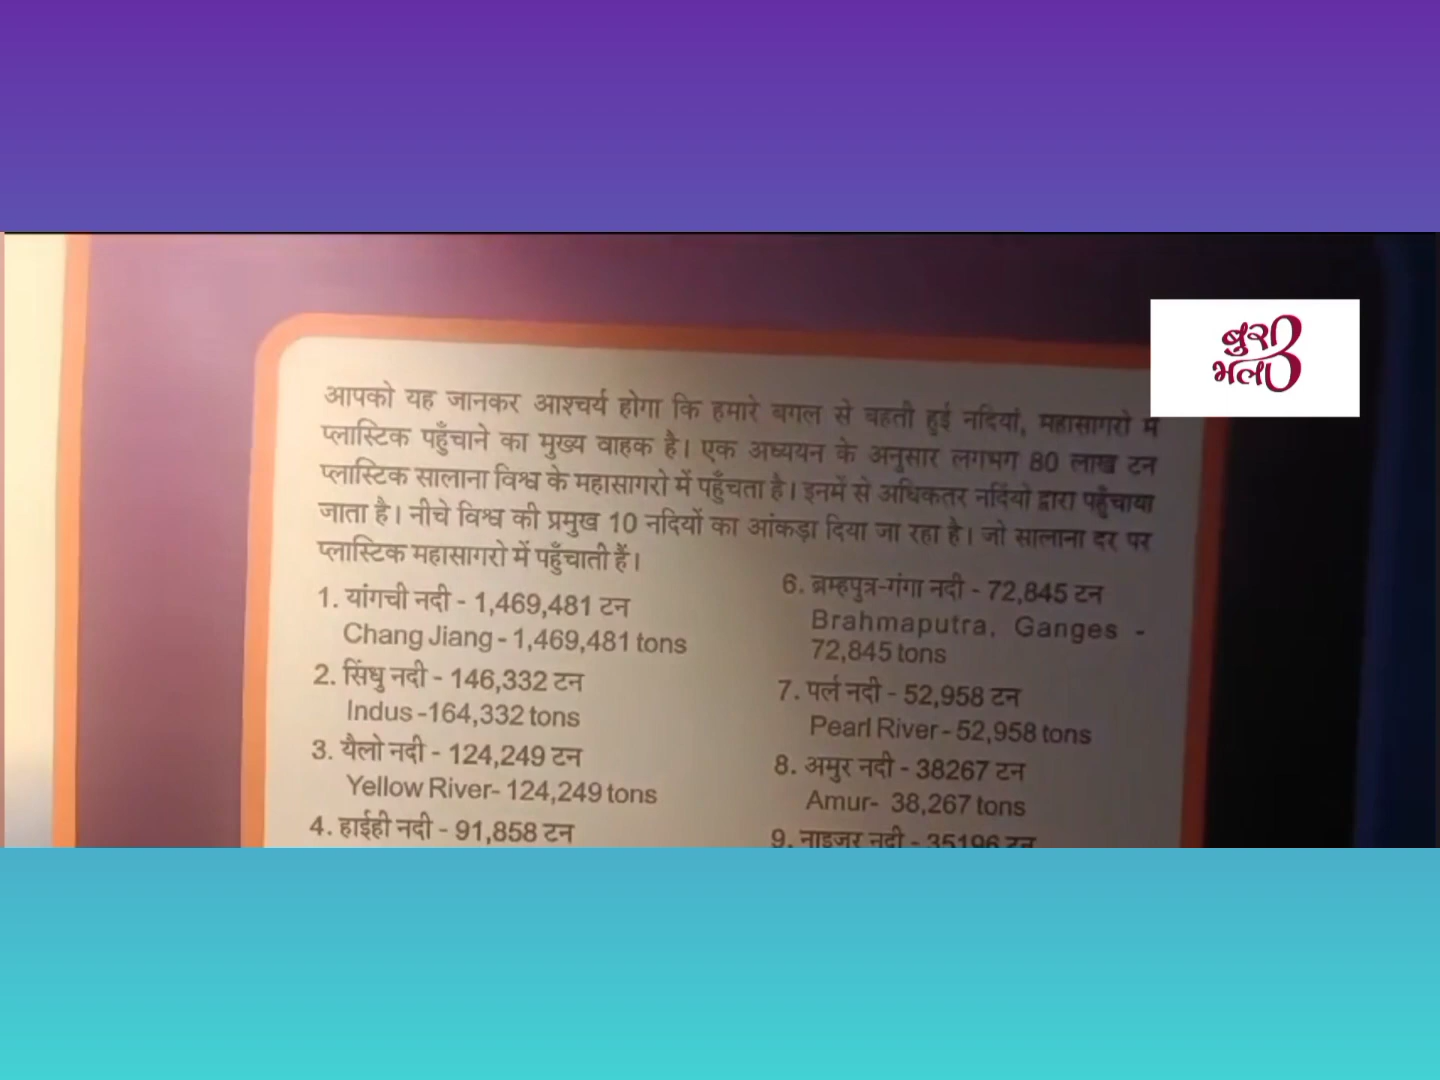 बुरा
भला
आपको यह जानकर आश्चर्य होगा कि हमारे बगल से बहती हुई नदियां, महासागरो में
प्लास्टिक पहुँचाने का मुख्य वाहक है। एक अध्ययन के अनुसार लगभग 80 लाख टन
प्लास्टिक सालाना विश्व के महासागरो में पहुँचता है। इनमें से अधिकतर नदियों द्वारा पहुँचाया
जाता है। नीचे विश्व की प्रमुख 10 नदियों का आंकड़ा दिया जा रहा है। जो सालाना दर पर
प्लास्टिक महासागरो में पहुँचाती हैं।
1. यांगची नदी - 1,469,481 टन
Chang Jiang - 1,469,481 tons
2. सिंधु नदी - 146,332 टन
Indus -164,332 tons
3. यैलो नदी - 124,249 टन
Yellow River- 124,249 tons
4. हाईही नदी - 91,858 टन
6. ब्रम्हपुत्र-गंगा नदी - 72,845 टन
Brahmaputra, Ganges -
72,845 tons
7. पर्ल नदी - 52,958 टन
Pearl River - 52,958 tons
8. अमुर नदी - 38267 टन
Amur- 38,267 tons
9. नाइजर नदी - 35196 टन